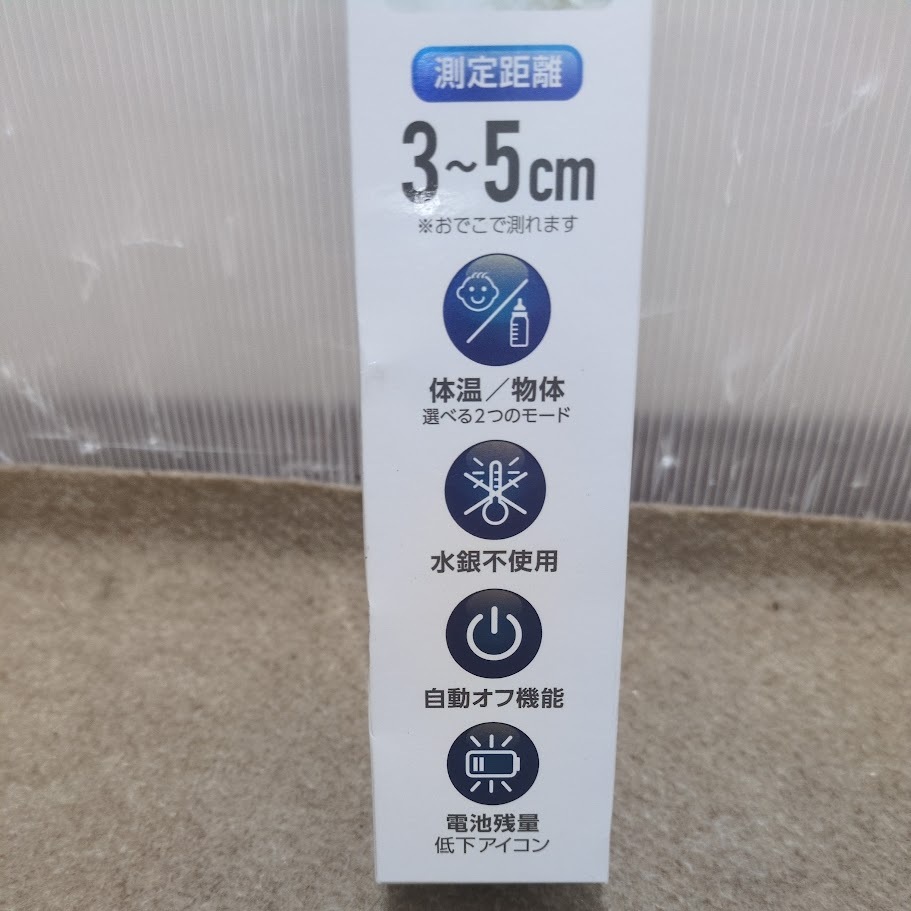 測定距離
3~5cm
※おでこで測れます
体温／物体
選べる2つのモード
水銀不使用
自動オフ機能
電池残量
低下アイコン